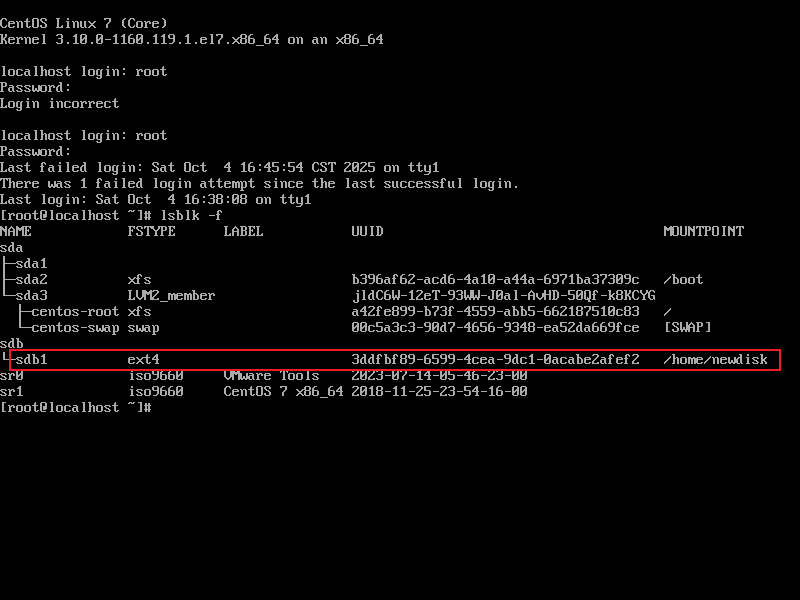 CentOS Linux 7 (Core)
Kernel 3.10.0-1160.119.1.el7.x86_64 on an x86_64
localhost login: root
Password:
Login incorrect
localhost login: root
Password:
Last failed login: Sat Oct  4 16:45:54 CST 2025 on tty1
There was 1 failed login attempt since the last successful login.
Last login: Sat Oct  4 16:38:08 on tty1
[root@localhost ~]# lsblk -f
NAME            FSTYPE      LABEL           UUID                                   MOUNTPOINT
sda
├─sda1
├─sda2          xfs                         b396af62-acd6-4a10-a44a-6971ba37309c   /boot
└─sda3          LVM2_member                 jldC6W-12eT-93WW-J0al-AvHD-50Qf-k8KCYG
  ├─centos-root xfs                         a42fe899-b73f-4559-abb5-662187510c83   /
  └─centos-swap swap                        00c5a3c3-90d7-4656-9348-ea52da669fce   [SWAP]
sdb
└─sdb1          ext4                        3ddfbf89-6599-4cea-9dc1-0acabe2afef2   /home/newdisk
sr0             iso9660     VMware Tools    2023-07-14-05-46-23-00
sr1             iso9660     CentOS 7 x86_64 2018-11-25-23-54-16-00
[root@localhost ~]#